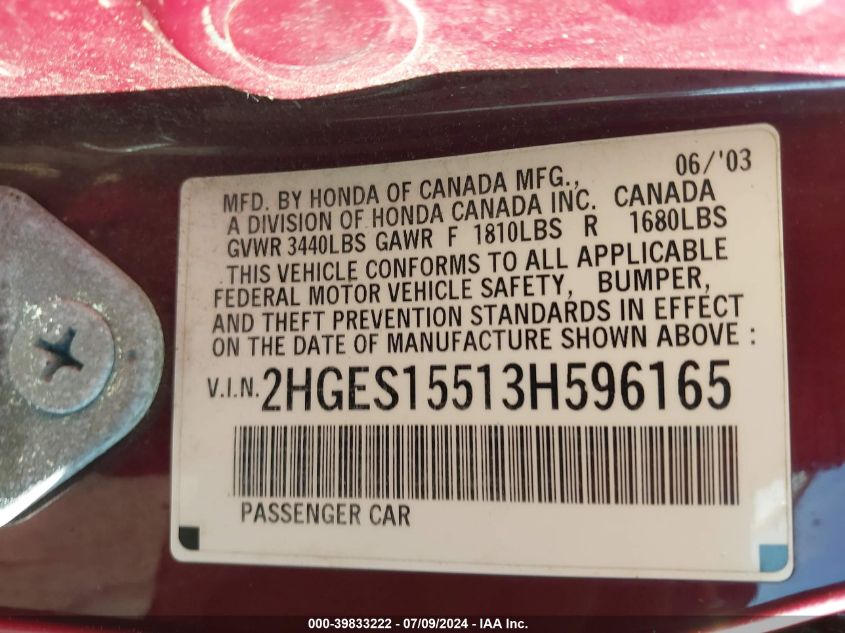 06/'03
MFD. BY HONDA OF CANADA MFG.,
A DIVISION OF HONDA CANADA INC. CANADA
GVWR 3440LBS GAWR F 1810LBS R 1680LBS
THIS VEHICLE CONFORMS TO ALL APPLICABLE
FEDERAL MOTOR VEHICLE SAFETY, BUMPER,
AND THEFT PREVENTION STANDARDS IN EFFECT
ON THE DATE OF MANUFACTURE SHOWN ABOVE :
V.I.N. 2HGES15513H596165
PASSENGER CAR
000-39833222 - 07/09/2024 - IAA, Inc.